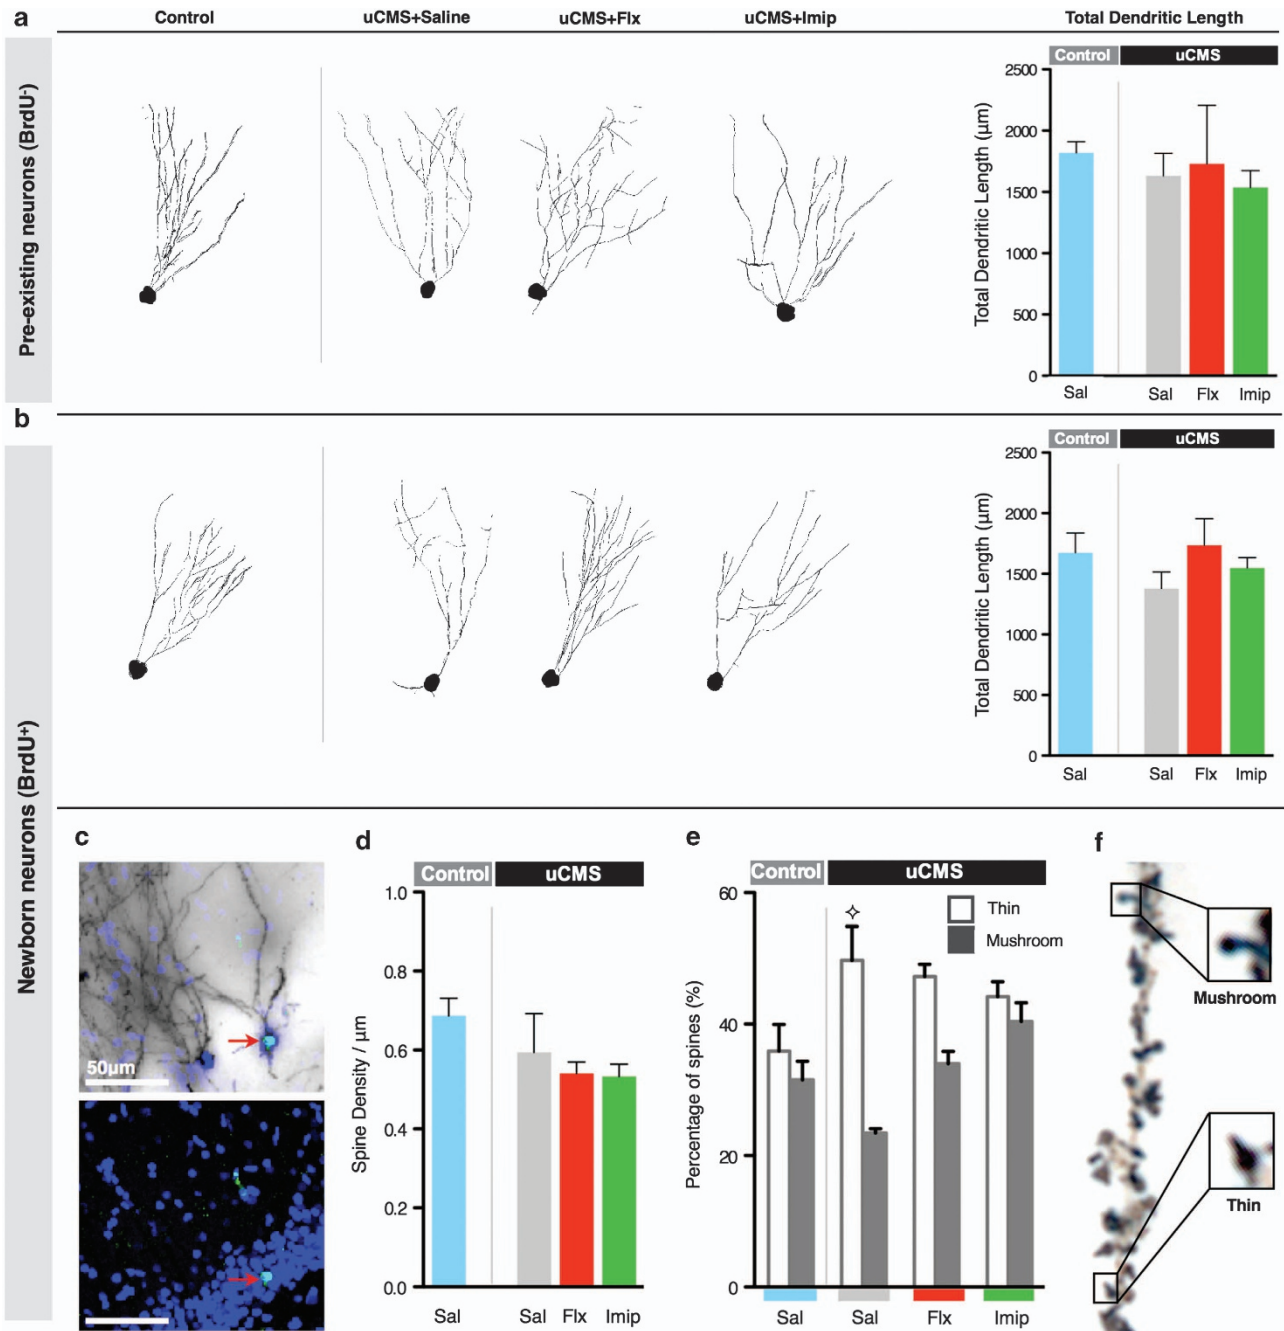 a
Control
uCMS+Saline
uCMS+Flx
uCMS+Imip
Total Dendritic Length
Pre-existing neurons (BrdU-)
Control
uCMS
Total Dendritic Length (µm)
2500
2000
1500
1000
500
0
Sal
Sal
Flx
Imip
b
Newborn neurons (BrdU+)
Control
uCMS
Total Dendritic Length (µm)
2500
2000
1500
1000
500
0
Sal
Sal
Flx
Imip
c
50µm
d
Control
uCMS
Spine Density / µm
1.0
0.8
0.6
0.4
0.2
0.0
Sal
Sal
Flx
Imip
e
Control
uCMS
Percentage of spines (%)
60
40
20
0
Thin
Mushroom
Sal
Sal
Flx
Imip
f
Mushroom
Thin